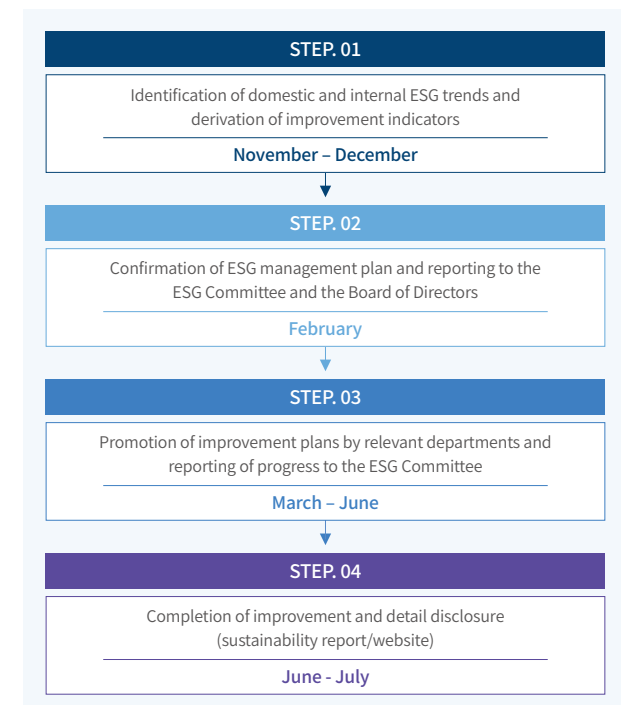 STEP. 01
Identification of domestic and internal ESG trends and
derivation of improvement indicators
November – December
STEP. 02
Confirmation of ESG management plan and reporting to the
ESG Committee and the Board of Directors
February
STEP. 03
Promotion of improvement plans by relevant departments and
reporting of progress to the ESG Committee
March – June
STEP. 04
Completion of improvement and detail disclosure
(sustainability report/website)
June - July